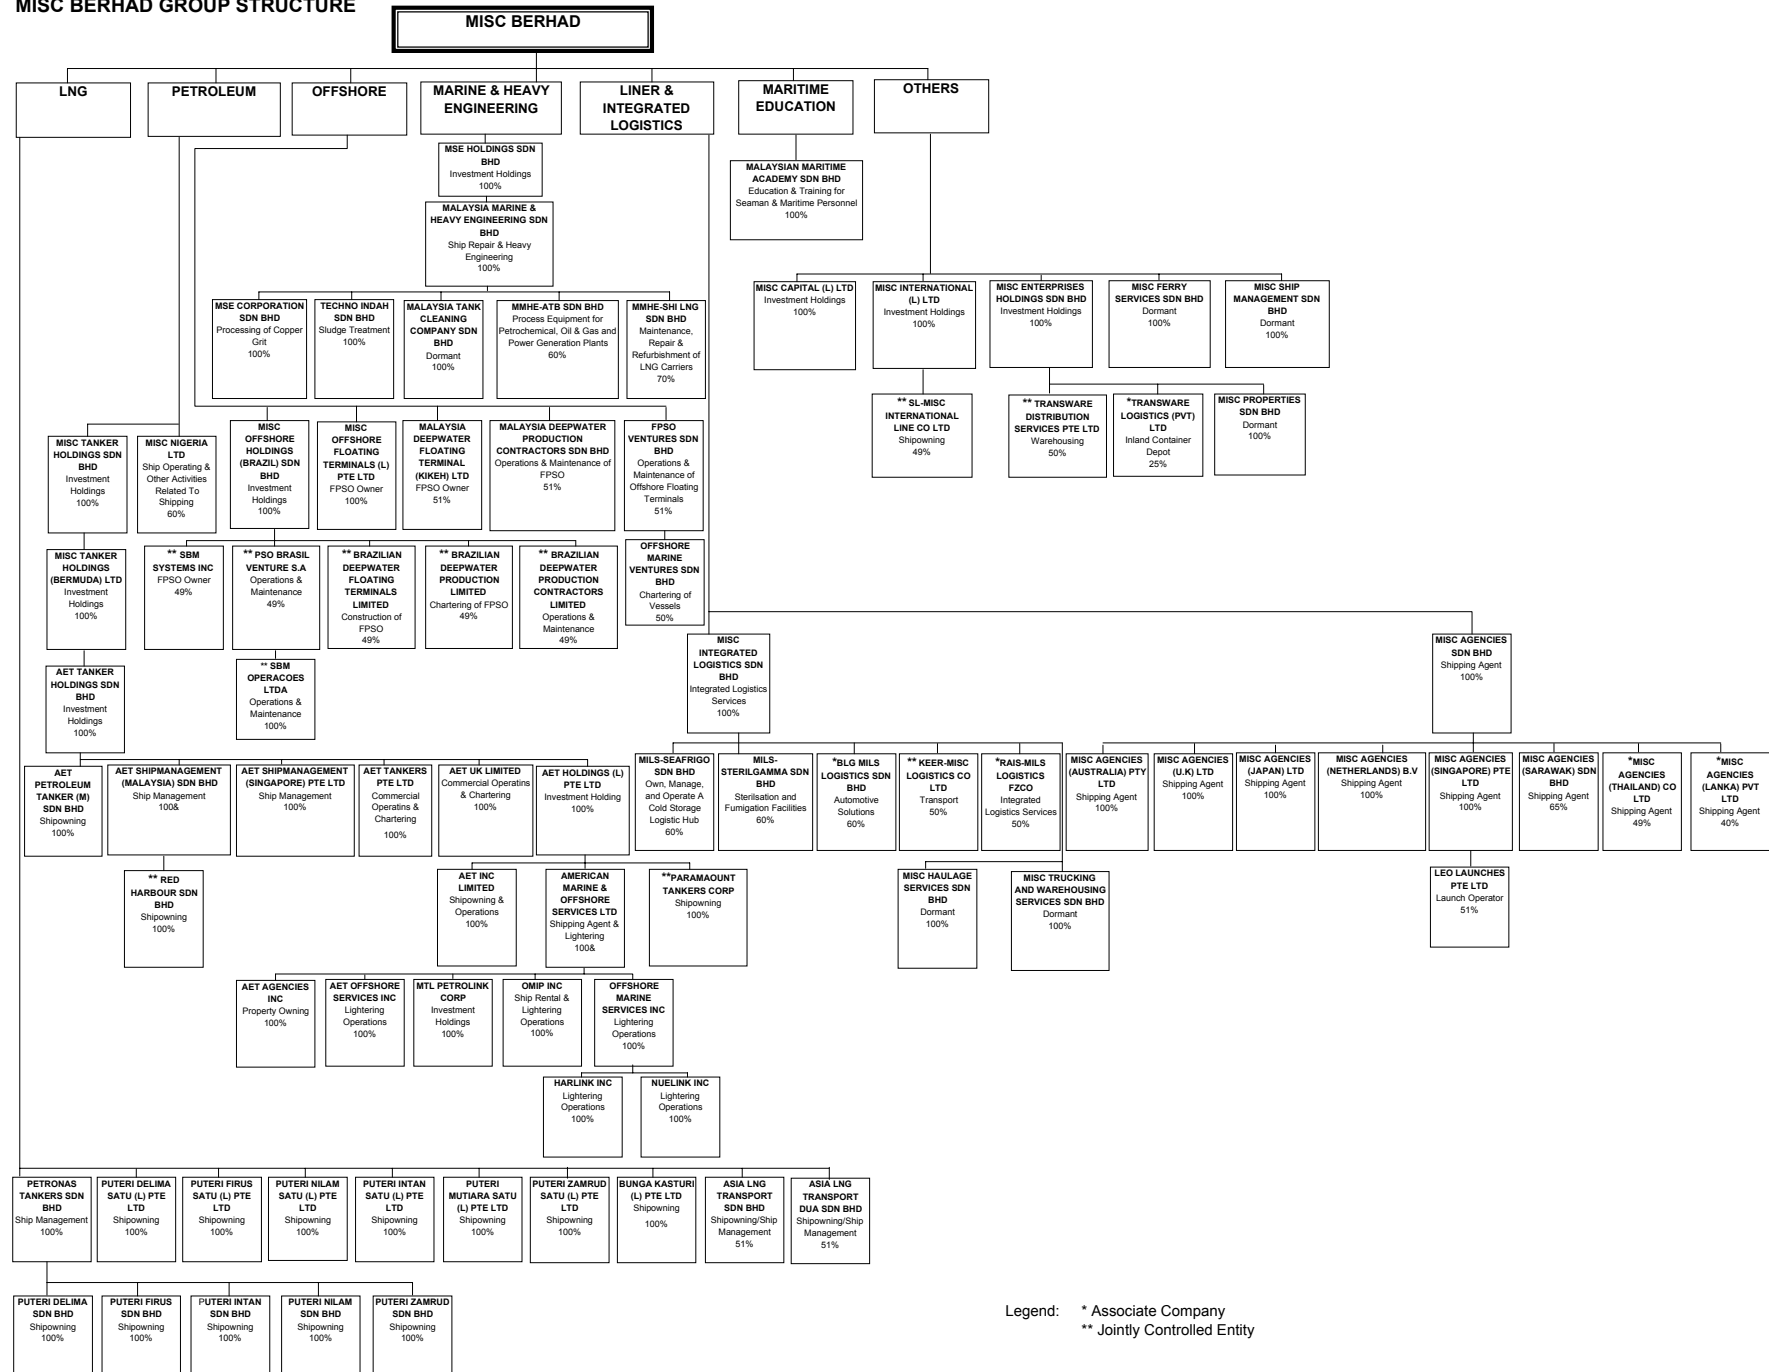 MISC BERHAD GROUP STRUCTURE
MISC BERHAD
LNG
PETROLEUM
OFFSHORE
MARINE & HEAVY
ENGINEERING
LINER &
INTEGRATED
LOGISTICS
MARITIME
EDUCATION
OTHERS
MSE HOLDINGS SDN
BHD
Investment Holdings
100%
MALAYSIAN MARITIME
ACADEMY SDN BHD
Education & Training for
Seaman & Maritime Personnel
100%
MALAYSIA MARINE &
HEAVY ENGINEERING SDN
BHD
Ship Repair & Heavy
Engineering
100%
MISC CAPITAL (L) LTD
Investment Holdings
100%
MISC INTERNATIONAL
(L) LTD
Investment Holdings
100%
MISC ENTERPRISES
HOLDINGS SDN BHD
Investment Holdings
100%
MISC FERRY
SERVICES SDN BHD
Dormant
100%
MISC SHIP
MANAGEMENT SDN
BHD
Dormant
100%
MSE CORPORATION
SDN BHD
Processing of Copper
Grit
100%
TECHNO INDAH
SDN BHD
Sludge Treatment
100%
MALAYSIA TANK
CLEANING
COMPANY SDN
BHD
Dormant
100%
MMHE-ATB SDN BHD
Process Equipment for
Petrochemical, Oil & Gas and
Power Generation Plants
60%
MMHE-SHI LNG
SDN BHD
Maintenance,
Repair &
Refurbishment of
LNG Carriers
70%
** SL-MISC
INTERNATIONAL
LINE CO LTD
Shipowning
49%
** TRANSWARE
DISTRIBUTION
SERVICES PTE LTD
Warehousing
50%
*TRANSWARE
LOGISTICS (PVT)
LTD
Inland Container
Depot
25%
MISC PROPERTIES
SDN BHD
Dormant
100%
MISC TANKER
HOLDINGS SDN
BHD
Investment
Holdings
100%
MISC NIGERIA
LTD
Ship Operating &
Other Activities
Related To
Shipping
60%
MISC
OFFSHORE
HOLDINGS
(BRAZIL) SDN
BHD
Investment
Holdings
100%
MISC
OFFSHORE
FLOATING
TERMINALS (L)
PTE LTD
FPSO Owner
100%
MALAYSIA
DEEPWATER
FLOATING
TERMINAL
(KIKEH) LTD
FPSO Owner
51%
MALAYSIA DEEPWATER
PRODUCTION
CONTRACTORS SDN BHD
Operations & Maintenance of
FPSO
51%
FPSO
VENTURES SDN
BHD
Operations &
Maintenance of
Offshore Floating
Terminals
51%
MISC TANKER
HOLDINGS
(BERMUDA) LTD
Investment
Holdings
100%
** SBM
SYSTEMS INC
FPSO Owner
49%
** PSO BRASIL
VENTURE S.A
Operations &
Maintenance
49%
** BRAZILIAN
DEEPWATER
FLOATING
TERMINALS
LIMITED
Construction of
FPSO
49%
** BRAZILIAN
DEEPWATER
PRODUCTION
LIMITED
Chartering of FPSO
49%
** BRAZILIAN
DEEPWATER
PRODUCTION
CONTRACTORS
LIMITED
Operations &
Maintenance
49%
OFFSHORE
MARINE
VENTURES SDN
BHD
Chartering of
Vessels
50%
MISC
INTEGRATED
LOGISTICS SDN
BHD
Integrated Logistics
Services
100%
MISC AGENCIES
SDN BHD
Shipping Agent
100%
AET TANKER
HOLDINGS SDN
BHD
Investment
Holdings
100%
** SBM
OPERACOES
LTDA
Operations &
Maintenance
100%
AET
PETROLEUM
TANKER (M)
SDN BHD
Shipowning
100%
AET SHIPMANAGEMENT
(MALAYSIA) SDN BHD
Ship Management
100&
AET SHIPMANAGEMENT
(SINGAPORE) PTE LTD
Ship Management
100%
AET TANKERS
PTE LTD
Commercial
Operatins &
Chartering
100%
AET UK LIMITED
Commercial Operatins
& Chartering
100%
AET HOLDINGS (L)
PTE LTD
Investment Holding
100%
MILS-SEAFRIGO
SDN BHD
Own, Manage,
and Operate A
Cold Storage
Logistic Hub
60%
MILS-
STERILGAMMA SDN
BHD
Sterilisation and
Fumigation Facilities
60%
*BLG MILS
LOGISTICS SDN
BHD
Automotive
Solutions
60%
** KEER-MISC
LOGISTICS CO
LTD
Transport
50%
*RAIS-MILS
LOGISTICS
FZCO
Integrated
Logistics Services
50%
MISC AGENCIES
(AUSTRALIA) PTY
LTD
Shipping Agent
100%
MISC AGENCIES
(U.K) LTD
Shipping Agent
100%
MISC AGENCIES
(JAPAN) LTD
Shipping Agent
100%
MISC AGENCIES
(NETHERLANDS) B.V
Shipping Agent
100%
MISC AGENCIES
(SINGAPORE) PTE
LTD
Shipping Agent
100%
MISC AGENCIES
(SARAWAK) SDN
BHD
Shipping Agent
65%
*MISC
AGENCIES
(THAILAND) CO
LTD
Shipping Agent
49%
*MISC
AGENCIES
(LANKA) PVT
LTD
Shipping Agent
40%
** RED
HARBOUR SDN
BHD
Shipowning
100%
AET INC
LIMITED
Shipowning &
Operations
100%
AMERICAN
MARINE &
OFFSHORE
SERVICES LTD
Shipping Agent &
Lightering
100&
**PARAMAOUNT
TANKERS CORP
Shipowning
100%
MISC HAULAGE
SERVICES SDN
BHD
Dormant
100%
MISC TRUCKING
AND WAREHOUSING
SERVICES SDN BHD
Dormant
100%
LEO LAUNCHES
PTE LTD
Launch Operator
51%
AET AGENCIES
INC
Property Owning
100%
AET OFFSHORE
SERVICES INC
Lightering
Operations
100%
MTL PETROLINK
CORP
Investment
Holdings
100%
OMIP INC
Ship Rental &
Lightering
Operations
100%
OFFSHORE
MARINE
SERVICES INC
Lightering
Operations
100%
HARLINK INC
Lightering
Operations
100%
NUELINK INC
Lightering
Operations
100%
PETRONAS
TANKERS SDN
BHD
Ship Management
100%
PUTERI DELIMA
SATU (L) PTE
LTD
Shipowning
100%
PUTERI FIRUS
SATU (L) PTE
LTD
Shipowning
100%
PUTERI NILAM
SATU (L) PTE
LTD
Shipowning
100%
PUTERI INTAN
SATU (L) PTE
LTD
Shipowning
100%
PUTERI
MUTIARA SATU
(L) PTE LTD
Shipowning
100%
PUTERI ZAMRUD
SATU (L) PTE
LTD
Shipowning
100%
BUNGA KASTURI
(L) PTE LTD
Shipowning
100%
ASIA LNG
TRANSPORT
SDN BHD
Shipowning/Ship
Management
51%
ASIA LNG
TRANSPORT
DUA SDN BHD
Shipowning/Ship
Management
51%
PUTERI DELIMA
SDN BHD
Shipowning
100%
PUTERI FIRUS
SDN BHD
Shipowning
100%
PUTERI INTAN
SDN BHD
Shipowning
100%
PUTERI NILAM
SDN BHD
Shipowning
100%
PUTERI ZAMRUD
SDN BHD
Shipowning
100%
Legend: * Associate Company
** Jointly Controlled Entity